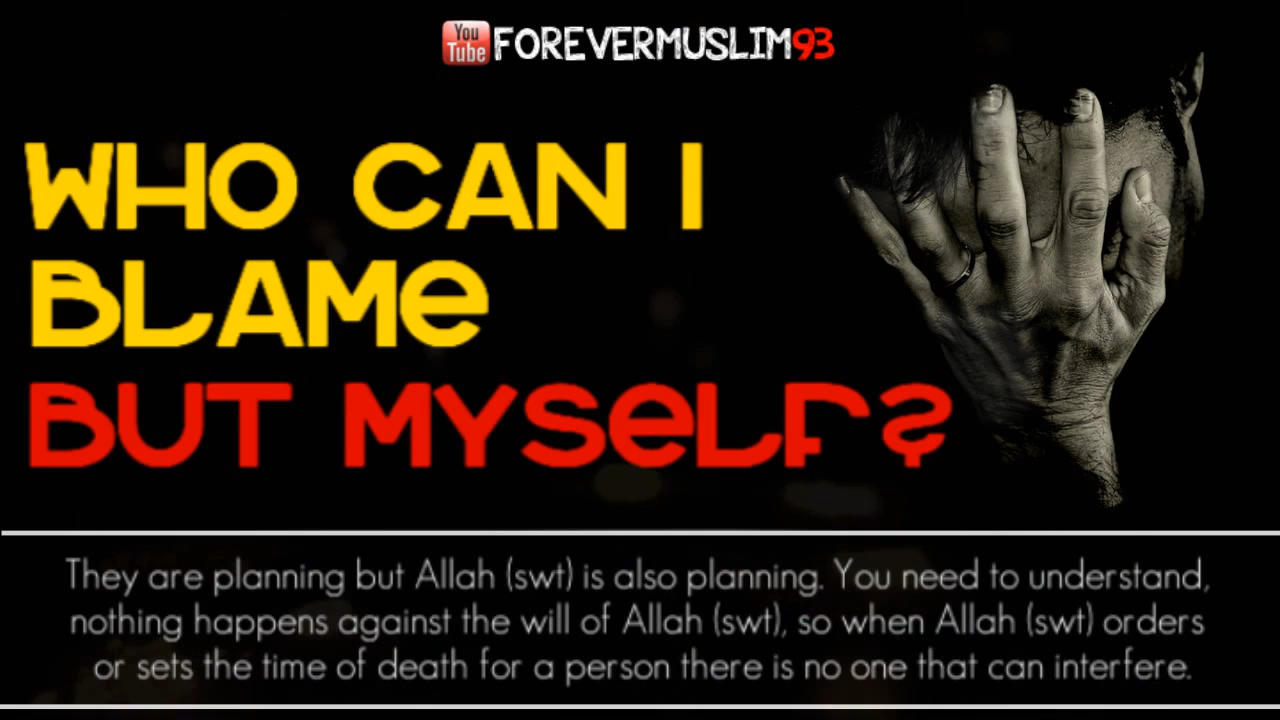 You Tube FOREVERMUSLIM93
WHO CAN I
BLAMe
BUT MYSeLF?
They are planning but Allah (swt) is also planning. You need to understand,
nothing happens against the will of Allah (swt), so when Allah (swt) orders
or sets the time of death for a person there is no one that can interfere.